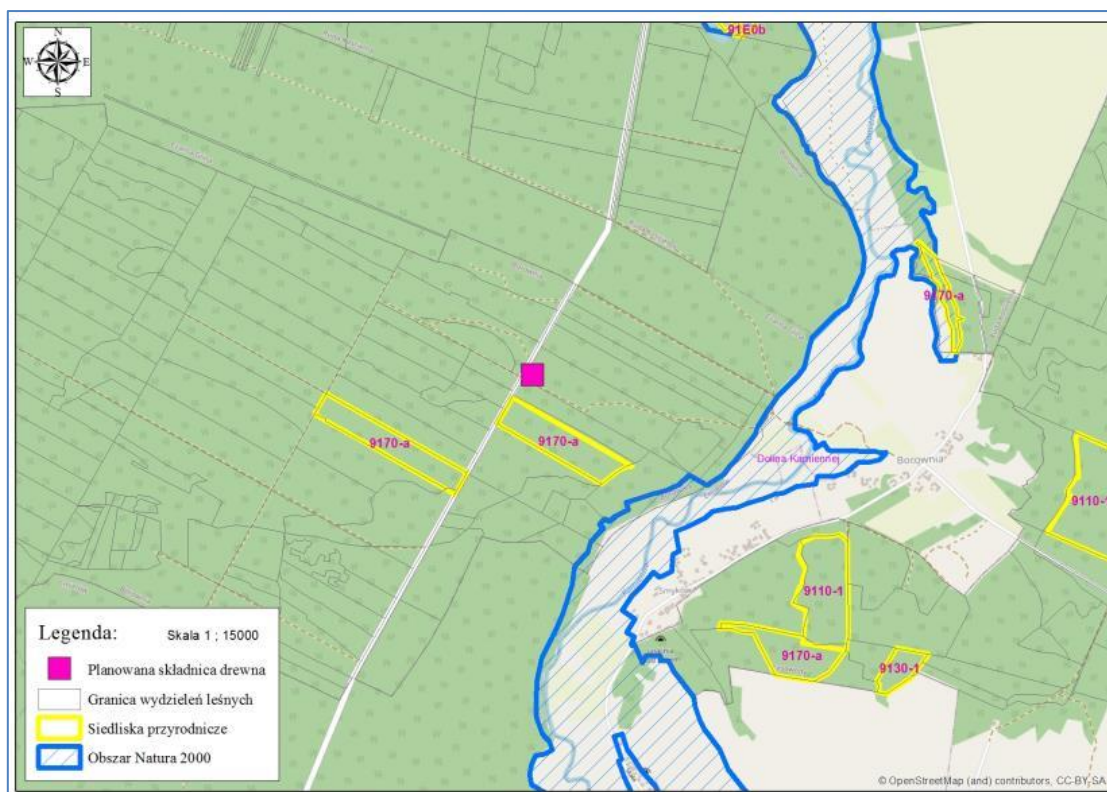 N
W E
S
91E0b
9170-a
9170-a
9170-a
Dolina Kamiennej
Borownia
9110-1
9110-1
9170-a
9130-1
Legenda: Skala 1 : 15000
Planowana składnica drewna
Granica wydzieleń leśnych
Siedliska przyrodnicze
Obszar Natura 2000
© OpenStreetMap (and) contributors, CC-BY-SA